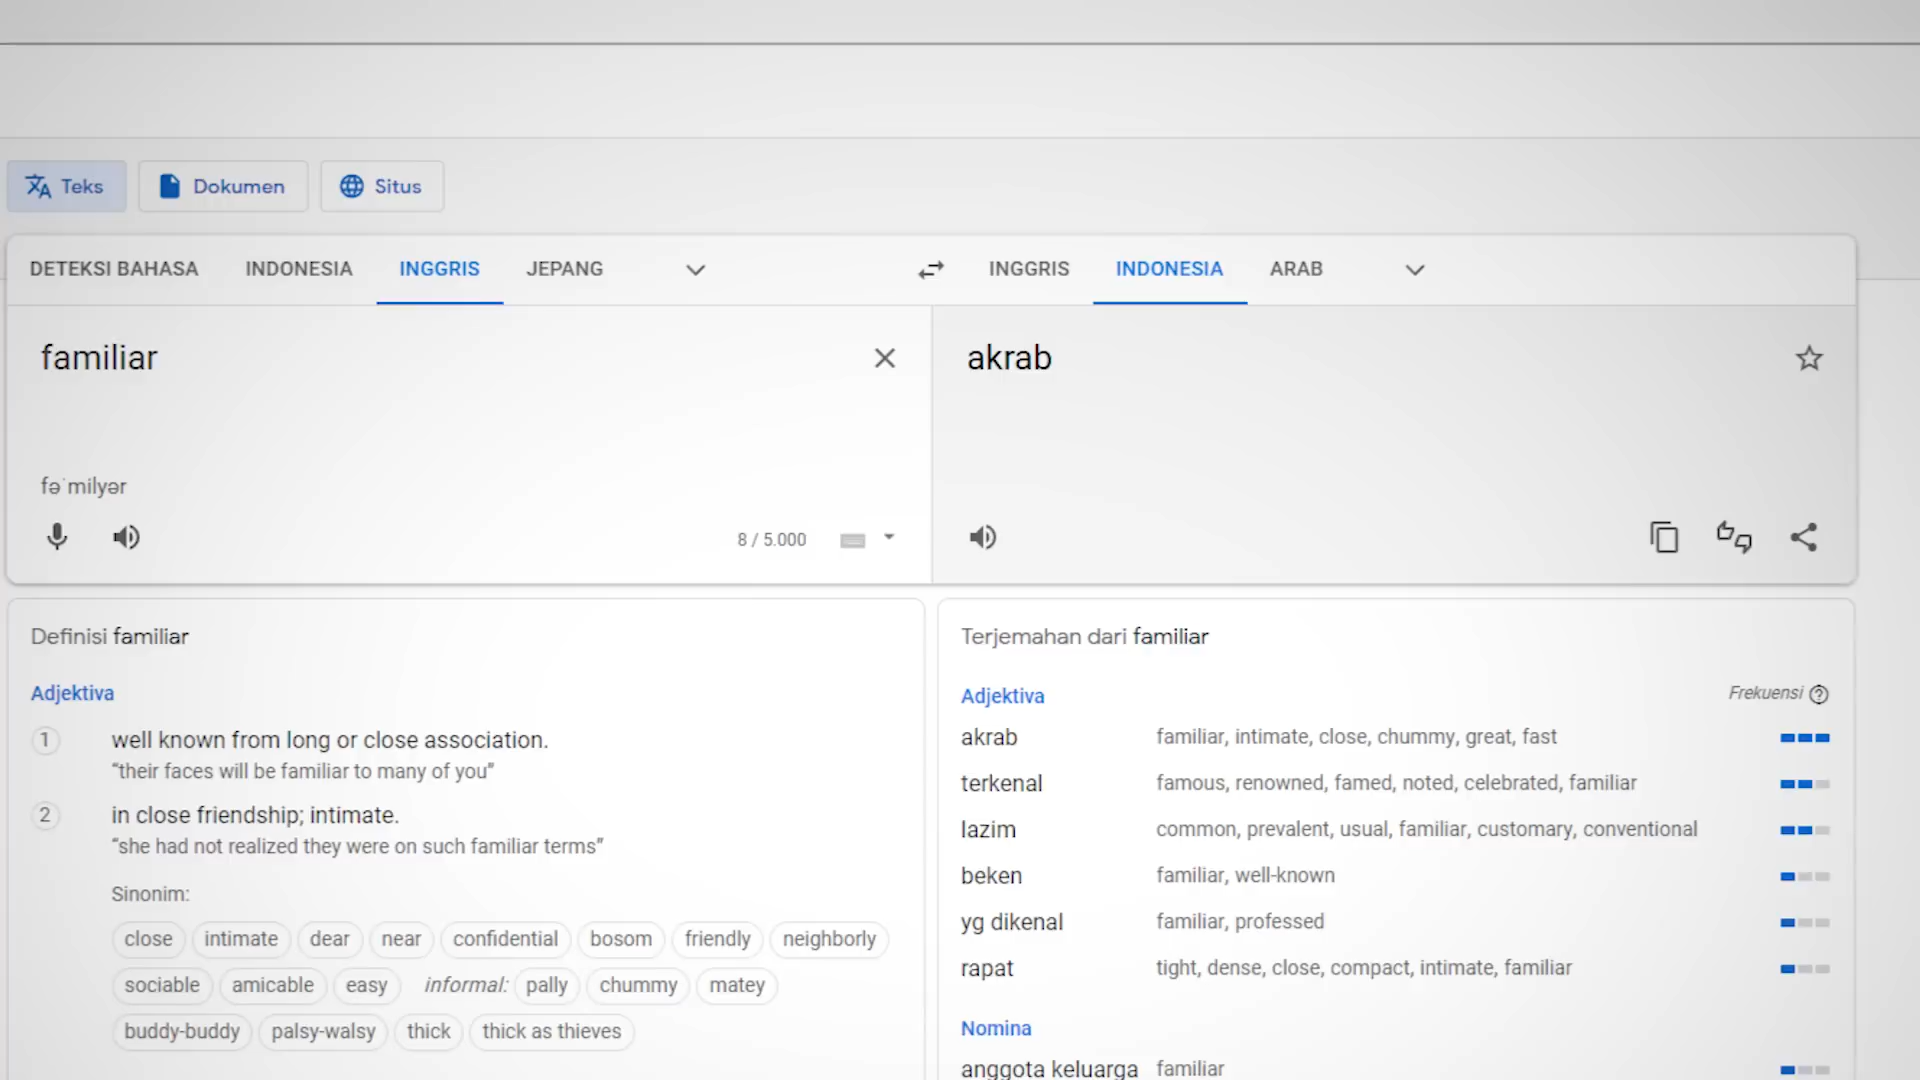 Teks Dokumen Situs
DETEKSI BAHASA INDONESIA INGGRIS JEPANG INGGRIS INDONESIA ARAB
familiar
akrab
fəˈmilyər
8 / 5.000
Definisi familiar
Adjektiva
1 well known from long or close association.
“their faces will be familiar to many of you”
2 in close friendship; intimate.
“she had not realized they were on such familiar terms”
Sinonim:
close intimate dear near confidential bosom friendly neighborly
sociable amicable easy informal: pally chummy matey
buddy-buddy palsy-walsy thick thick as thieves
Terjemahan dari familiar
Adjektiva Frekuensi
akrab familiar, intimate, close, chummy, great, fast
terkenal famous, renowned, famed, noted, celebrated, familiar
lazim common, prevalent, usual, familiar, customary, conventional
beken familiar, well-known
yg dikenal familiar, professed
rapat tight, dense, close, compact, intimate, familiar
Nomina
anggota keluarga familiar